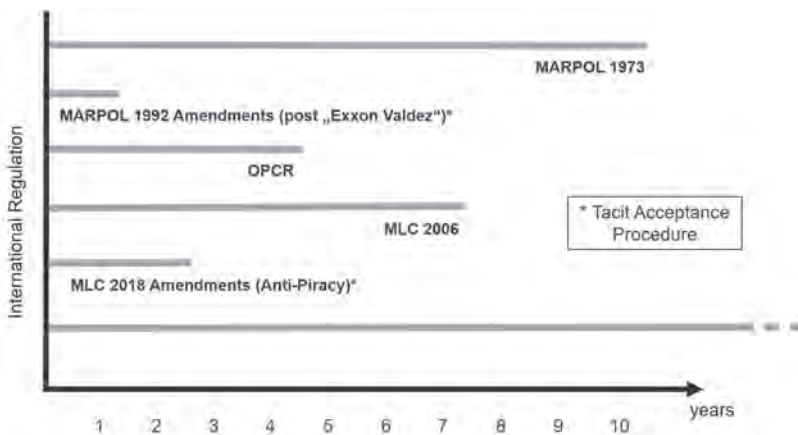 MARPOL 1973
MARPOL 1992 Amendments (post „Exxon Valdez“)*
OPCR
MLC 2006
MLC 2018 Amendments (Anti-Piracy)*
* Tacit Acceptance
Procedure
International Regulation
years
1 2 3 4 5 6 7 8 9 10